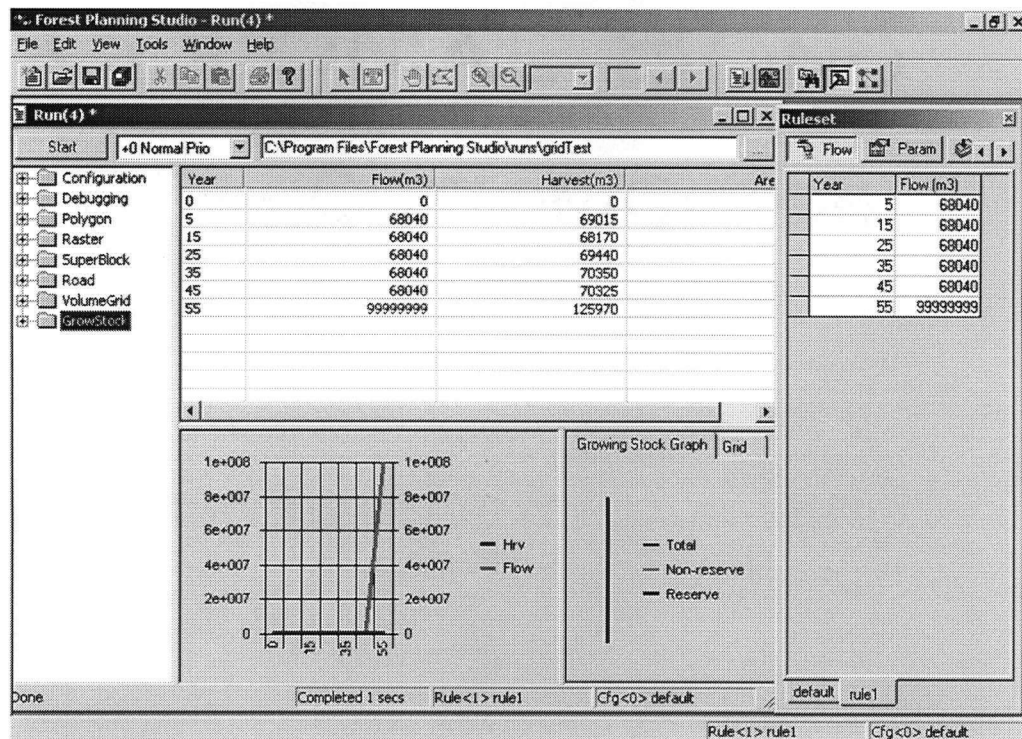 Forest Planning Studio - Run(4) *
File Edit View Tools Window Help
Run(4) *
Start +0 Normal Prio C:\Program Files\Forest Planning Studio\runs\gridTest ...
Configuration
Debugging
Polygon
Raster
SuperBlock
Road
VolumeGrid
GrowStock
Year Flow(m3) Harvest(m3) Are
0 0 0
5 68040 69015
15 68040 68170
25 68040 69440
35 68040 70350
45 68040 70325
55 99999999 125970
1e+008 1e+008
8e+007 8e+007
6e+007 6e+007
4e+007 4e+007
2e+007 2e+007
0 0
0 15 35 55
Hrv
Flow
Growing Stock Graph Grid
Total
Non-reserve
Reserve
Done Completed 1 secs Rule<1> rule1 Cfg<0> default
Ruleset
Flow Param
Year Flow (m3)
5 68040
15 68040
25 68040
35 68040
45 68040
55 99999999
default rule1
Rule<1> rule1 Cfg<0> default